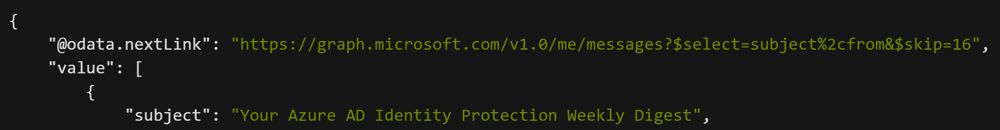 {
"@odata.nextLink": "https://graph.microsoft.com/v1.0/me/messages?$select=subject%2cfrom&$skip=16",
"value": [
{
"subject": "Your Azure AD Identity Protection Weekly Digest",